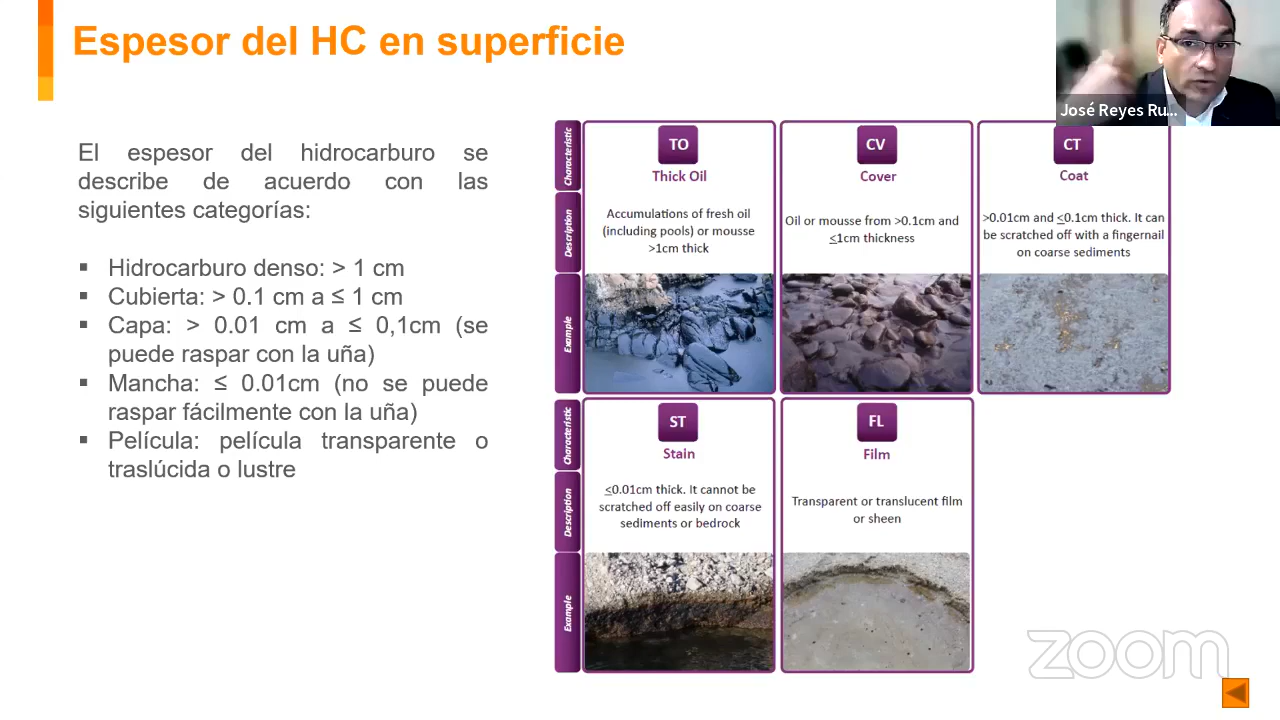 Espesor del HC en superficie
José Reyes Ru...
El espesor del hidrocarburo se
describe de acuerdo con las
siguientes categorías:
▪ Hidrocarburo denso: > 1 cm
▪ Cubierta: > 0.1 cm a ≤ 1 cm
▪ Capa: > 0.01 cm a ≤ 0,1cm (se
puede raspar con la uña)
▪ Mancha: ≤ 0.01cm (no se puede
raspar fácilmente con la uña)
▪ Película: película transparente o
traslúcida o lustre
Characteristic
TO
Thick Oil
CV
Cover
CT
Coat
Description
Accumulations of fresh oil
(including pools) or mousse
>1cm thick
Oil or mousse from >0.1cm and
≤1cm thickness
>0.01cm and ≤0.1cm thick. It can
be scratched off with a fingernail
on coarse sediments
Example
Characteristic
ST
Stain
FL
Film
Description
≤0.01cm thick. It cannot be
scratched off easily on coarse
sediments or bedrock
Transparent or translucent film
or sheen
Example
zoom